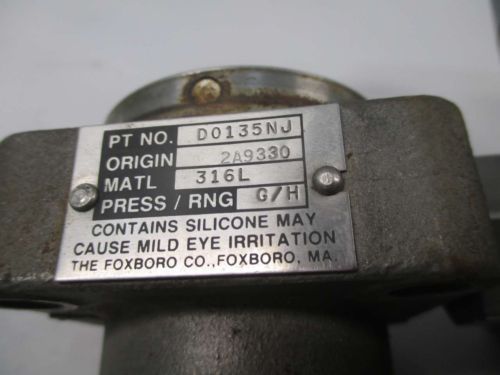 PT NO. D0135NJ
ORIGIN 2A9330
MATL 316L
PRESS / RNG G/H
CONTAINS SILICONE MAY
CAUSE MILD EYE IRRITATION
THE FOXBORO CO., FOXBORO, MA.